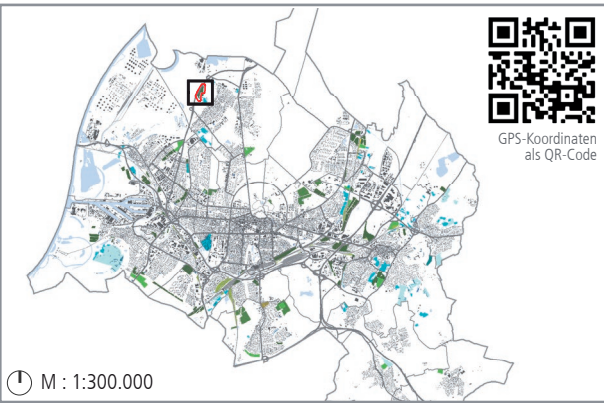 GPS-Koordinaten
als QR-Code
M : 1:300.000